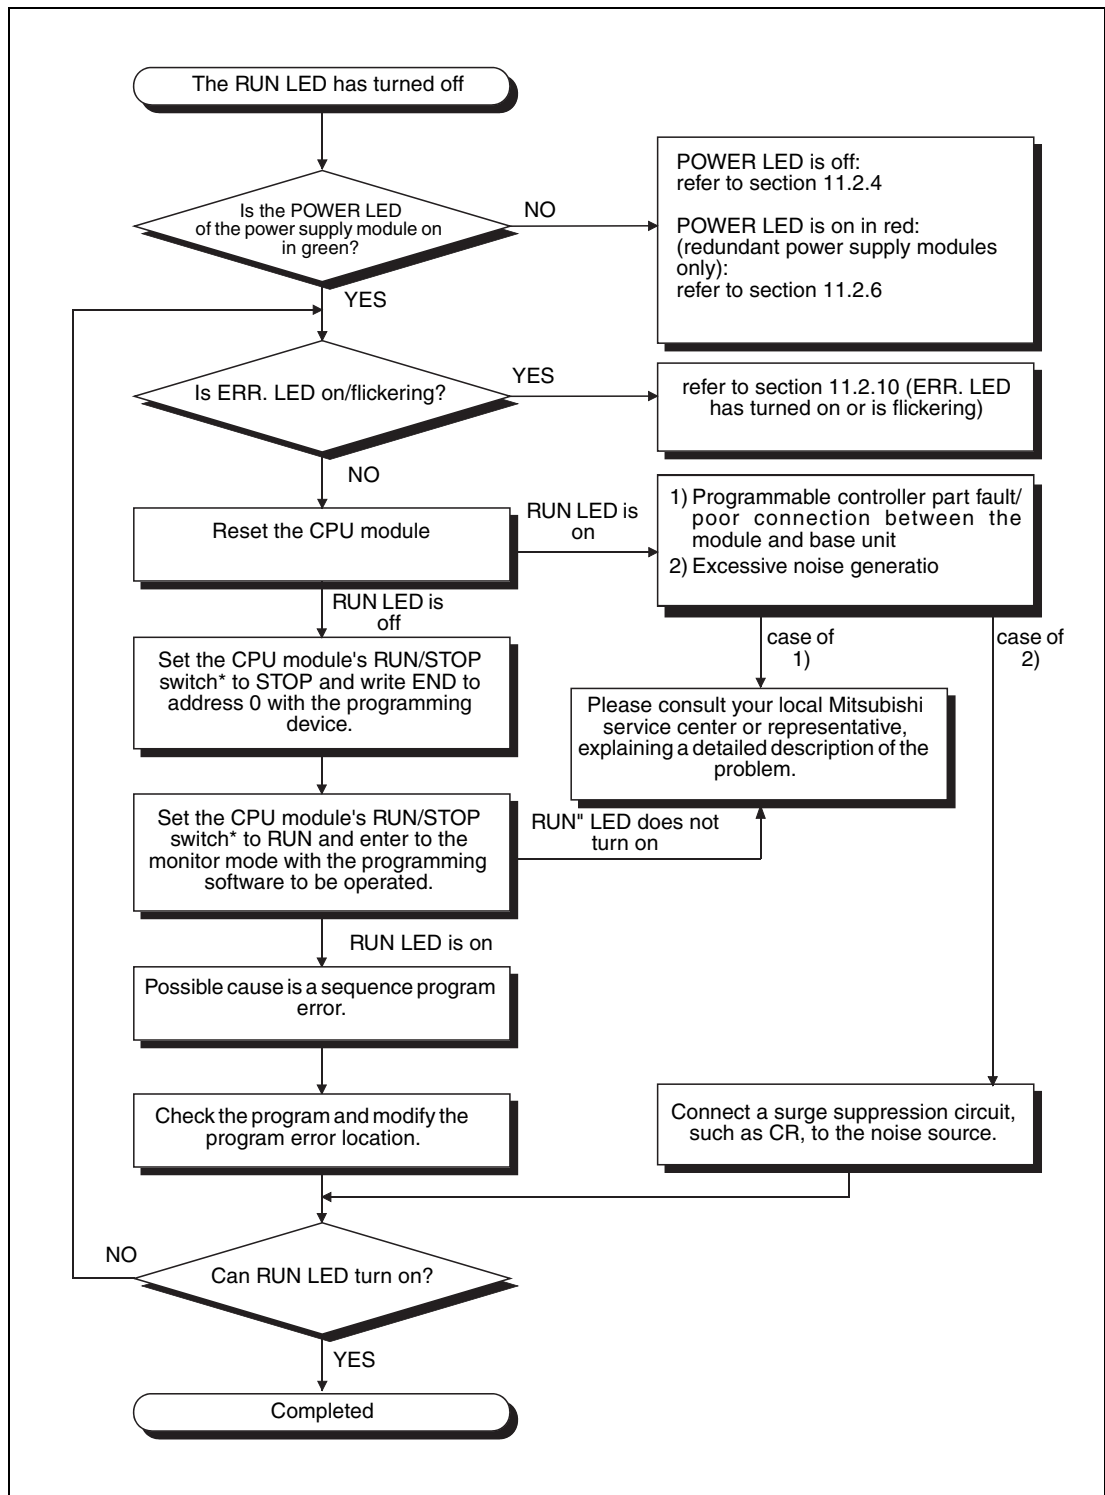 The RUN LED has turned off
Is the POWER LED
of the power supply module on
in green?
NO
POWER LED is off:
refer to section 11.2.4
POWER LED is on in red:
(redundant power supply modules
only):
refer to section 11.2.6
YES
Is ERR. LED on/flickering?
YES
refer to section 11.2.10 (ERR. LED
has turned on or is flickering)
NO
Reset the CPU module
RUN LED is
on
1) Programmable controller part fault/
poor connection between the
module and base unit
2) Excessive noise generatio
RUN LED is
off
case of
1)
case of
2)
Set the CPU module's RUN/STOP
switch* to STOP and write END to
address 0 with the programming
device.
Please consult your local Mitsubishi
service center or representative,
explaining a detailed description of the
problem.
Set the CPU module's RUN/STOP
switch* to RUN and enter to the
monitor mode with the programming
software to be operated.
RUN" LED does not
turn on
RUN LED is on
Possible cause is a sequence program
error.
Check the program and modify the
program error location.
Connect a surge suppression circuit,
such as CR, to the noise source.
NO
Can RUN LED turn on?
YES
Completed